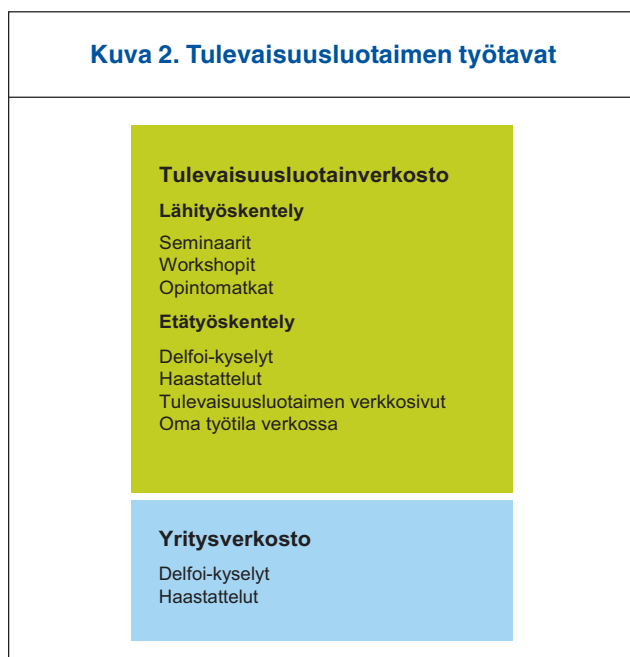 Kuva 2. Tulevaisuusluotaimen työtavat
Tulevaisuusluotainverkosto
Lähityöskentely
Seminaarit
Workshopit
Opintomatkat
Etätyöskentely
Delfoi-kyselyt
Haastattelut
Tulevaisuusluotaimen verkkosivut
Oma työtila verkossa
Yritysverkosto
Delfoi-kyselyt
Haastattelut